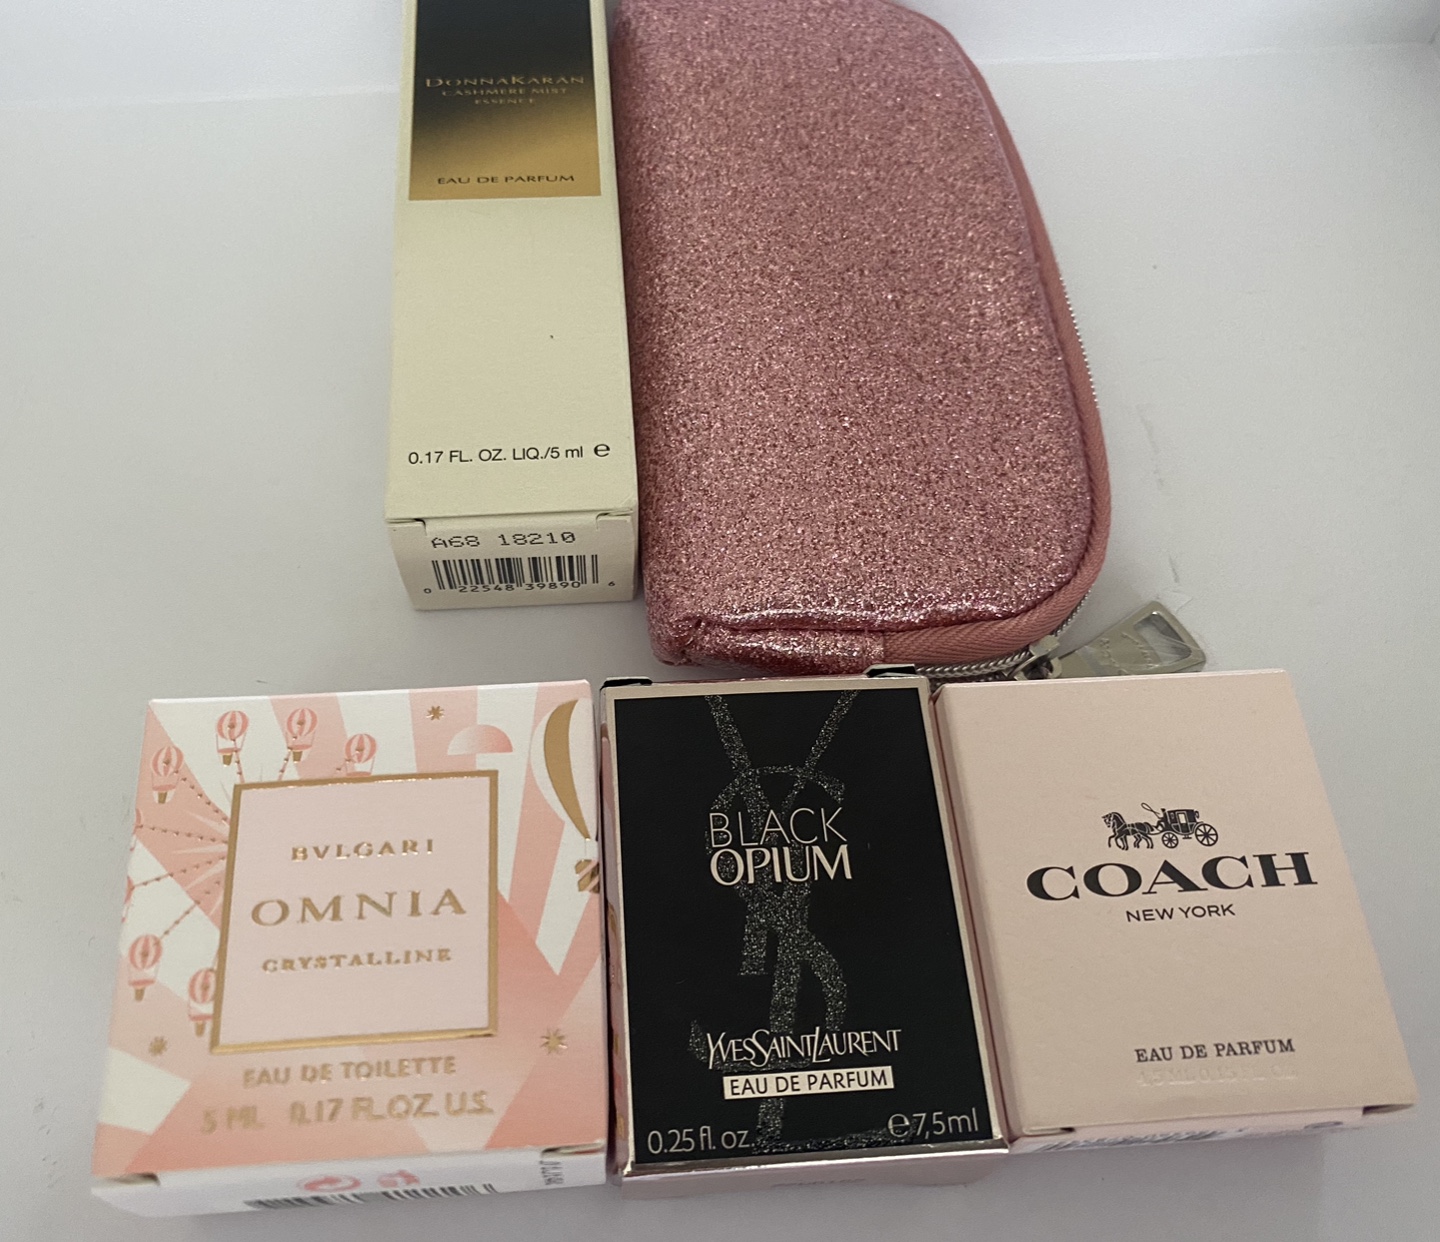 DONNAKARAN
CASHMERE MIST
ESSENCE
EAU DE PARFUM
0.17 FL. OZ. LIQ./5 ml e
A68 18210
0 22548 39890 6
BVLGARI
OMNIA
CRYSTALLINE
EAU DE TOILETTE
5 ML 0.17 FL.OZ. U.S.
BLACK
OPIUM
YVESSAINTLAURENT
EAU DE PARFUM
0.25 fl. oz. e 7,5ml
COACH
NEW YORK
EAU DE PARFUM